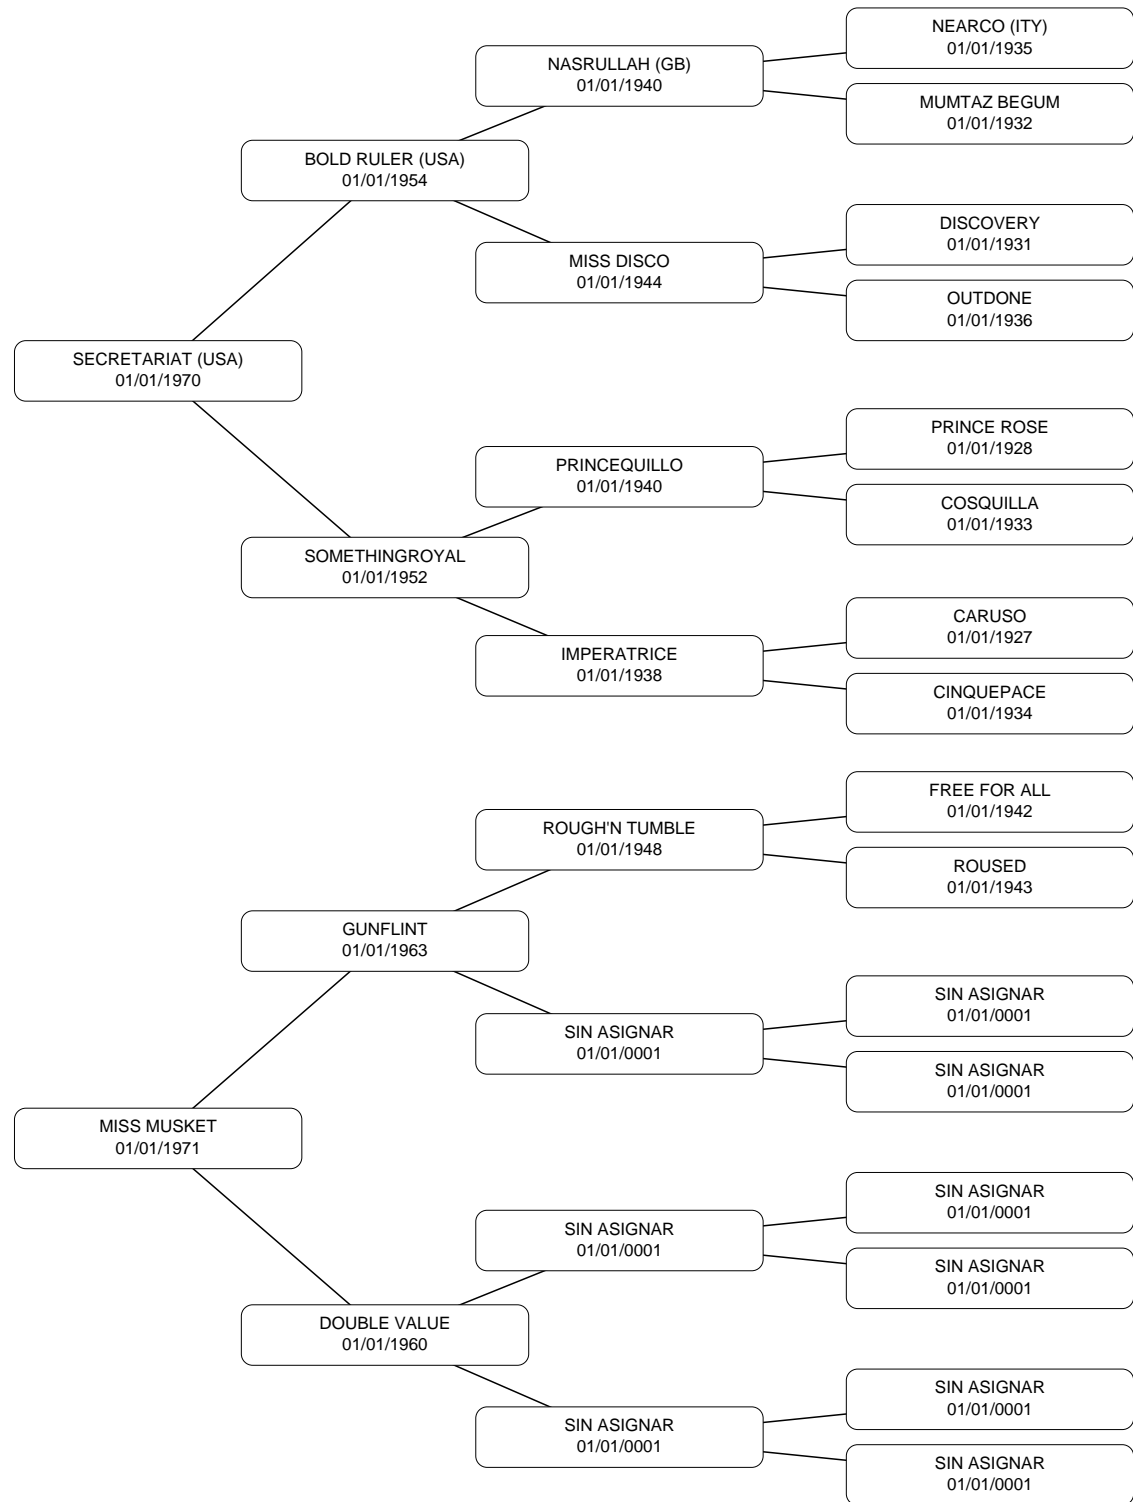 NEARCO (ITY)
01/01/1935
NASRULLAH (GB)
01/01/1940
MUMTAZ BEGUM
01/01/1932
BOLD RULER (USA)
01/01/1954
DISCOVERY
01/01/1931
MISS DISCO
01/01/1944
OUTDONE
01/01/1936
SECRETARIAT (USA)
01/01/1970
PRINCE ROSE
01/01/1928
PRINCEQUILLO
01/01/1940
COSQUILLA
01/01/1933
SOMETHINGROYAL
01/01/1952
CARUSO
01/01/1927
IMPERATRICE
01/01/1938
CINQUEPACE
01/01/1934
FREE FOR ALL
01/01/1942
ROUGH'N TUMBLE
01/01/1948
ROUSED
01/01/1943
GUNFLINT
01/01/1963
SIN ASIGNAR
01/01/0001
SIN ASIGNAR
01/01/0001
SIN ASIGNAR
01/01/0001
MISS MUSKET
01/01/1971
SIN ASIGNAR
01/01/0001
SIN ASIGNAR
01/01/0001
SIN ASIGNAR
01/01/0001
DOUBLE VALUE
01/01/1960
SIN ASIGNAR
01/01/0001
SIN ASIGNAR
01/01/0001
SIN ASIGNAR
01/01/0001